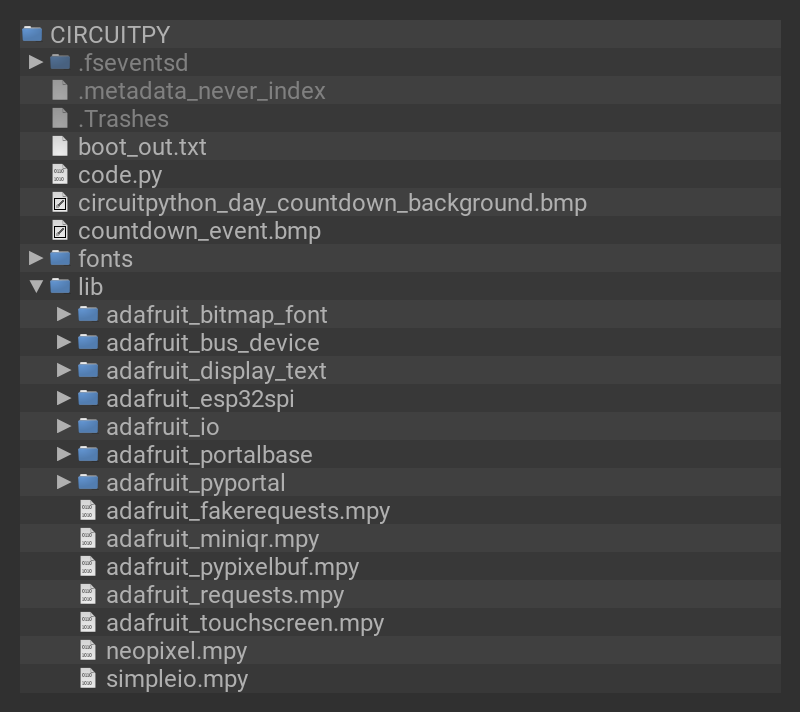 CIRCUITPY
.fseventsd
.metadata_never_index
.Trashes
boot_out.txt
code.py
circuitpython_day_countdown_background.bmp
countdown_event.bmp
fonts
lib
adafruit_bitmap_font
adafruit_bus_device
adafruit_display_text
adafruit_esp32spi
adafruit_io
adafruit_portalbase
adafruit_pyportal
adafruit_fakerequests.mpy
adafruit_miniqr.mpy
adafruit_pypixelbuf.mpy
adafruit_requests.mpy
adafruit_touchscreen.mpy
neopixel.mpy
simpleio.mpy